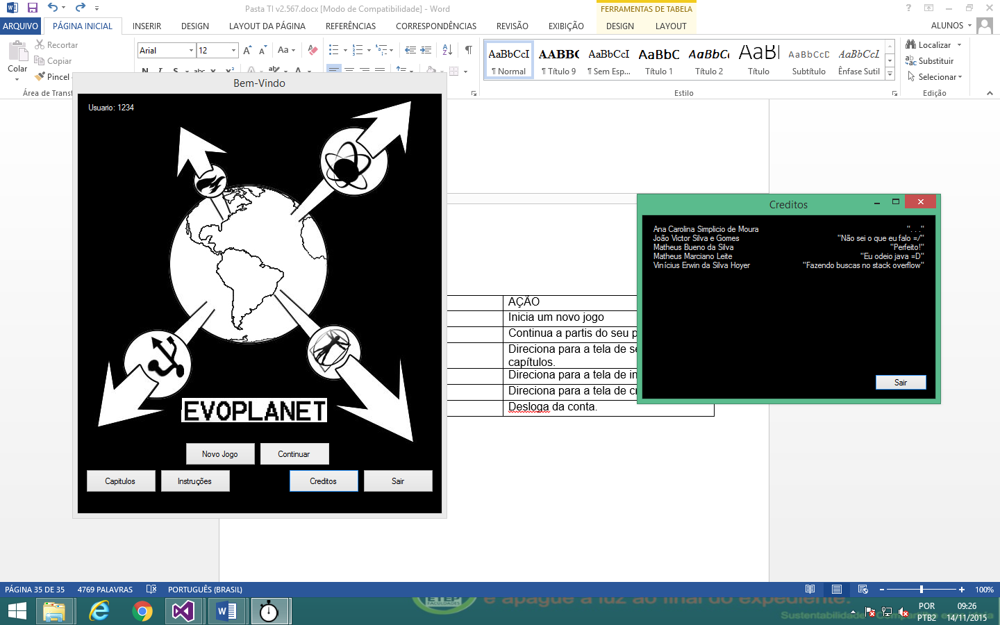 Pasta TI v2.567.docx [Modo de Compatibilidade] - Word
FERRAMENTAS DE TABELA
ARQUIVO
PÁGINA INICIAL
INSERIR
DESIGN
LAYOUT DA PÁGINA
REFERÊNCIAS
CORRESPONDÊNCIAS
REVISÃO
EXIBIÇÃO
DESIGN
LAYOUT
ALUNOS
Colar
Recortar
Copiar
Pincel
Área de Transf
Arial
12
AaBbCcI
¶ Normal
AABBC
¶ Título 9
AaBbCcI
¶ Sem Esp...
AaBbC
Título 1
AaBbCc
Título 2
AaBl
Título
AaBbCcD
Subtítulo
AaBbCcI
Ênfase Sutil
Estilo
Localizar
Substituir
Selecionar
Edição
Bem-Vindo
Usuario: 1234
EVOPLANET
Novo Jogo
Continuar
Capitulos
Instruções
Creditos
Sair
AÇÃO
Inicia um novo jogo
Continua a partis do seu p
Direciona para a tela de se
capítulos.
Direciona para a tela de in
Direciona para a tela de cr
Desloga da conta.
Creditos
Ana Carolina Simplicio de Moura ". . ."
João Victor Silva e Gomes "Não sei o que eu falo =/"
Matheus Bueno da Silva "Perfeito!"
Matheus Marciano Leite "Eu odeio java =D"
Vinícius Erwin da Silva Hoyer "Fazendo buscas no stack overflow"
Sair
PÁGINA 35 DE 35
4769 PALAVRAS
PORTUGUÊS (BRASIL)
100%
e apague a luz ao final do expediente.
POR
PTB2
09:26
14/11/2015